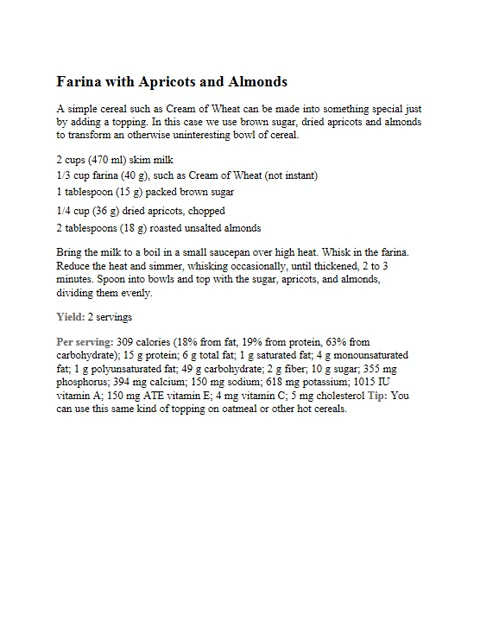 Farina with Apricots and Almonds
A simple cereal such as Cream of Wheat can be made into something special just
by adding a topping. In this case we use brown sugar, dried apricots and almonds
to transform an otherwise uninteresting bowl of cereal.
2 cups (470 ml) skim milk
1/3 cup farina (40 g), such as Cream of Wheat (not instant)
1 tablespoon (15 g) packed brown sugar
1/4 cup (36 g) dried apricots, chopped
2 tablespoons (18 g) roasted unsalted almonds
Bring the milk to a boil in a small saucepan over high heat. Whisk in the farina.
Reduce the heat and simmer, whisking occasionally, until thickened, 2 to 3
minutes. Spoon into bowls and top with the sugar, apricots, and almonds,
dividing them evenly.
Yield: 2 servings
Per serving: 309 calories (18% from fat, 19% from protein, 63% from
carbohydrate); 15 g protein; 6 g total fat; 1 g saturated fat; 4 g monounsaturated
fat; 1 g polyunsaturated fat; 49 g carbohydrate; 2 g fiber; 10 g sugar; 355 mg
phosphorus; 394 mg calcium; 150 mg sodium; 618 mg potassium; 1015 IU
vitamin A; 150 mg ATE vitamin E; 4 mg vitamin C; 5 mg cholesterol Tip: You
can use this same kind of topping on oatmeal or other hot cereals.